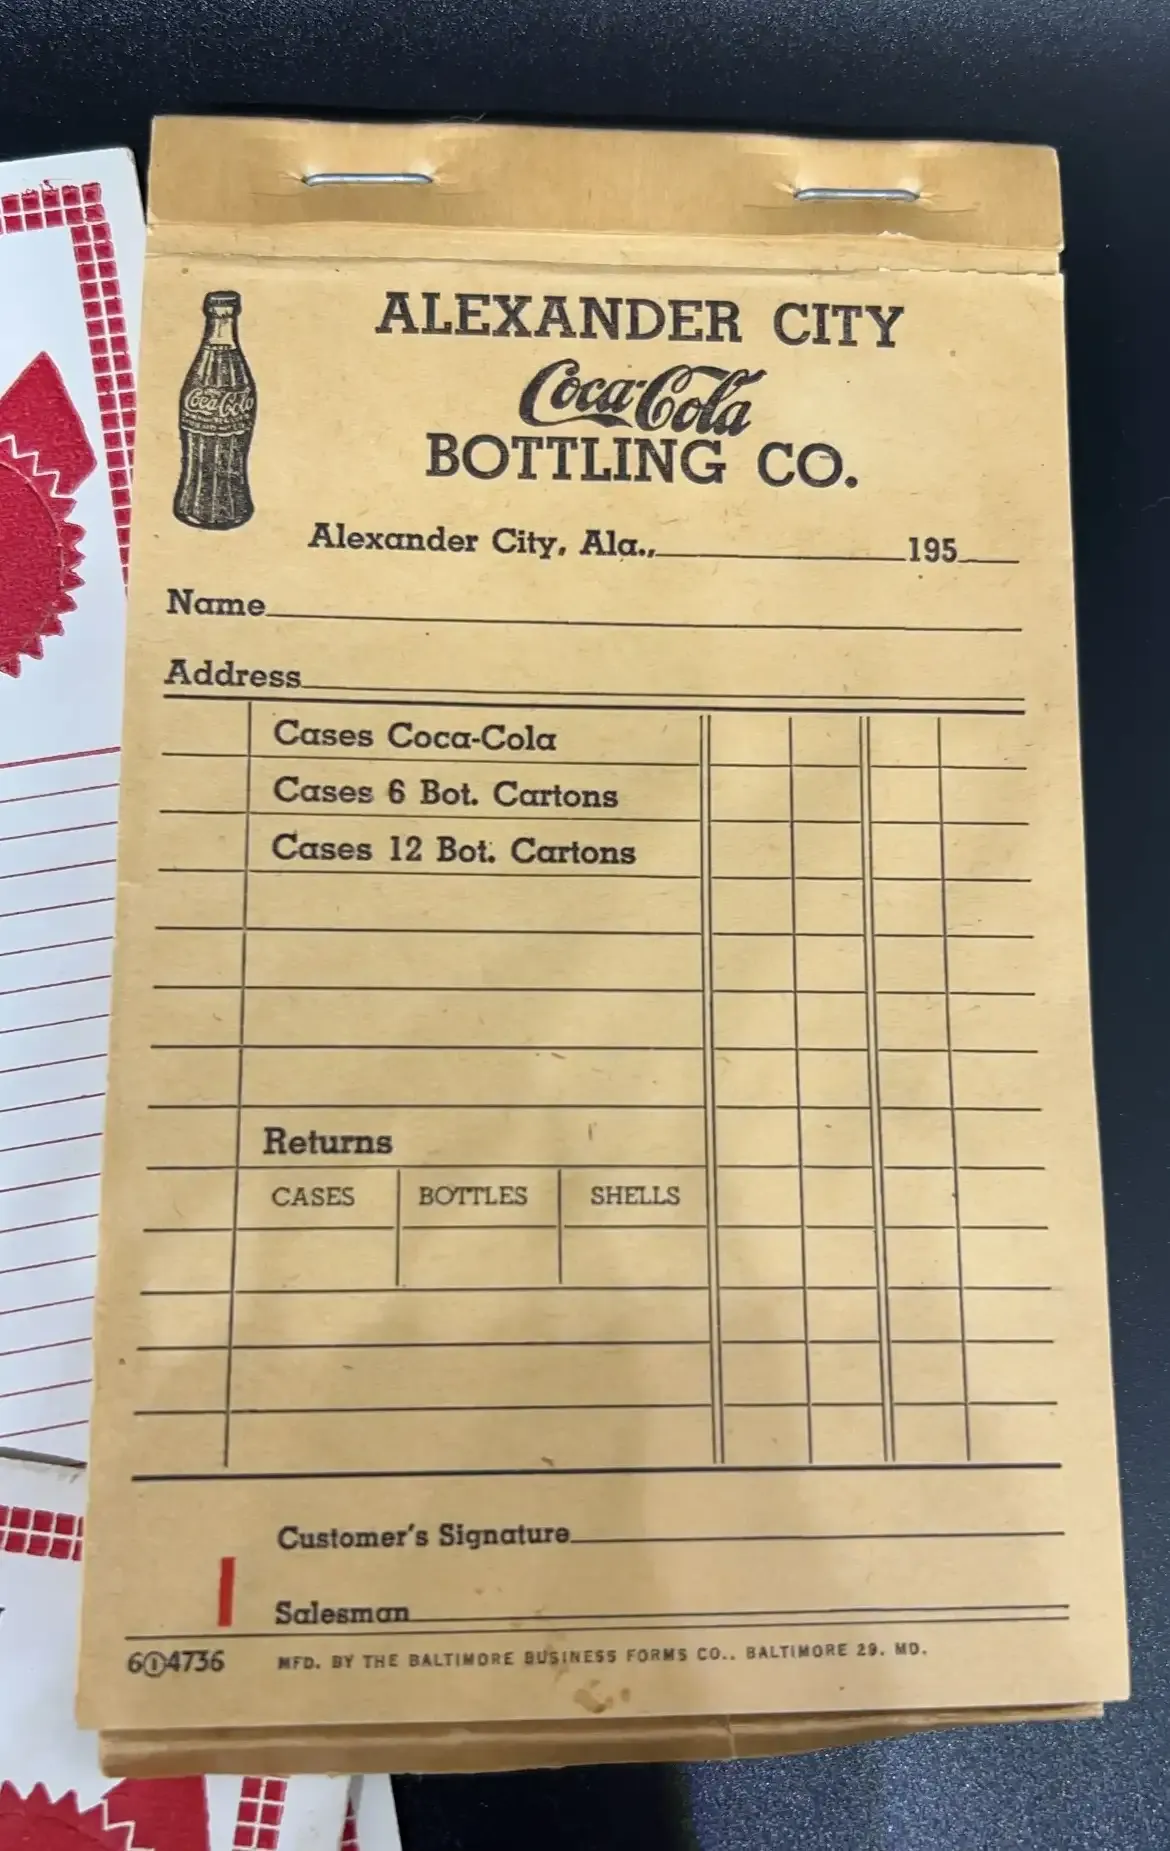 ALEXANDER CITY
Coca-Cola
Coca-Cola
BOTTLING CO.
Alexander City, Ala., 195
Name
Address
Cases Coca-Cola
Cases 6 Bot. Cartons
Cases 12 Bot. Cartons
Returns
CASES BOTTLES SHELLS
Customer's Signature
Salesman
6①4736 MFD. BY THE BALTIMORE BUSINESS FORMS CO., BALTIMORE 29, MD.